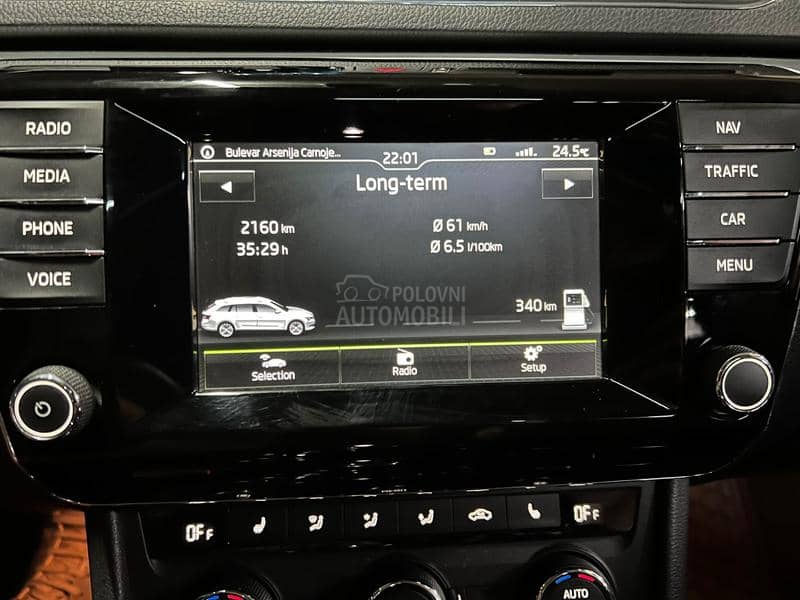 RADIO
MEDIA
PHONE
VOICE
Bulevar Arsenija Carnoje... 22:01 24.5°C
Long-term
2160 km Ø 61 km/h
35:29 h Ø 6.5 l/100km
340 km
POLOVNI
AUTOMOBILI
Selection Radio Setup
NAV
TRAFFIC
CAR
MENU
OFF OFF
AUTO